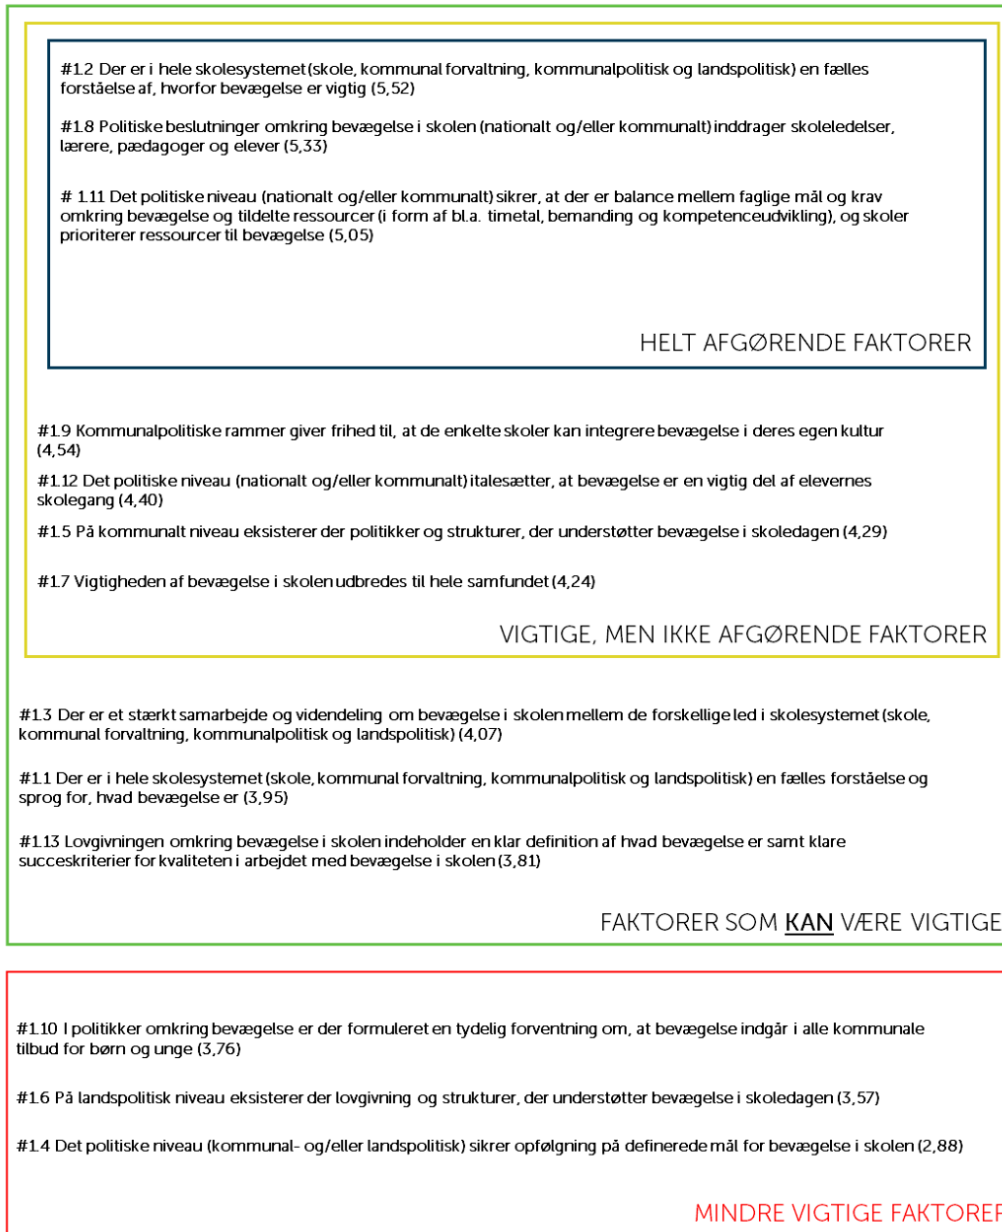 #1.2 Der er i hele skolesystemet (skole, kommunal forvaltning, kommunalpolitisk og landspolitisk) en fælles
forståelse af, hvorfor bevægelse er vigtig (5,52)
#1.8 Politiske beslutninger omkring bevægelse i skolen (nationalt og/eller kommunalt) inddrager skoleledelser,
lærere, pædagoger og elever (5,33)
# 1.11 Det politiske niveau (nationalt og/eller kommunalt) sikrer, at der er balance mellem faglige mål og krav
omkring bevægelse og tildelte ressourcer (i form af bl.a. timetal, bemanding og kompetenceudvikling), og skoler
prioriterer ressourcer til bevægelse (5,05)
HELT AFGØRENDE FAKTORER
#1.9 Kommunalpolitiske rammer giver frihed til, at de enkelte skoler kan integrere bevægelse i deres egen kultur
(4,54)
#1.12 Det politiske niveau (nationalt og/eller kommunalt) italesætter, at bevægelse er en vigtig del af elevernes
skolegang (4,40)
#1.5 På kommunalt niveau eksisterer der politikker og strukturer, der understøtter bevægelse i skoledagen (4,29)
#1.7 Vigtigheden af bevægelse i skolen udbredes til hele samfundet (4,24)
VIGTIGE, MEN IKKE AFGØRENDE FAKTORER
#1.3 Der er et stærkt samarbejde og videndeling om bevægelse i skolen mellem de forskellige led i skolesystemet (skole,
kommunal forvaltning, kommunalpolitisk og landspolitisk) (4,07)
#1.1 Der er i hele skolesystemet (skole, kommunal forvaltning, kommunalpolitisk og landspolitisk) en fælles forståelse og
sprog for, hvad bevægelse er (3,95)
#1.13 Lovgivningen omkring bevægelse i skolen indeholder en klar definition af hvad bevægelse er samt klare
succeskriterier for kvaliteten i arbejdet med bevægelse i skolen (3,81)
FAKTORER SOM KAN VÆRE VIGTIGE
#1.10 I politikker omkring bevægelse er der formuleret en tydelig forventning om, at bevægelse indgår i alle kommunale
tilbud for børn og unge (3,76)
#1.6 På landspolitisk niveau eksisterer der lovgivning og strukturer, der understøtter bevægelse i skoledagen (3,57)
#1.4 Det politiske niveau (kommunal- og/eller landspolitisk) sikrer opfølgning på definerede mål for bevægelse i skolen (2,88)
MINDRE VIGTIGE FAKTORER